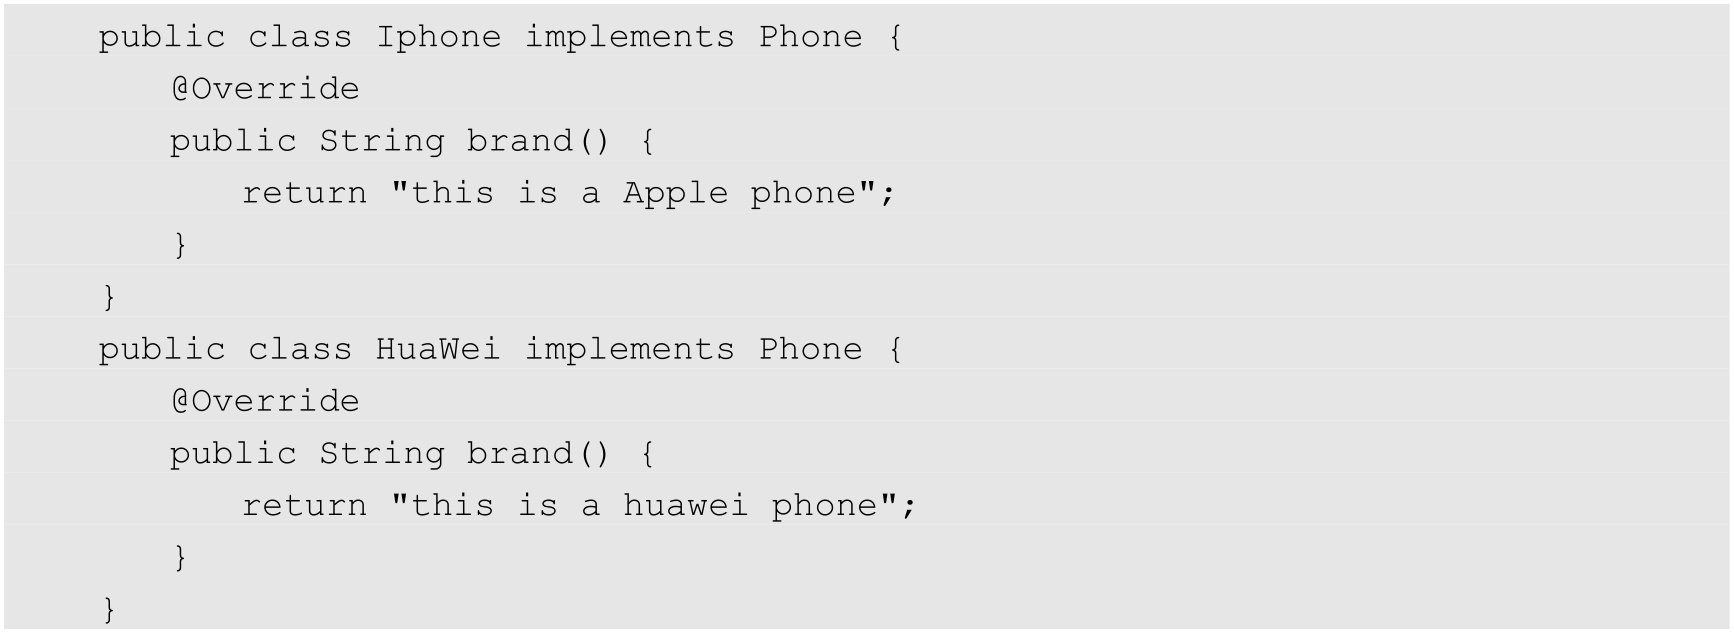 public class Iphone implements Phone {
    @Override
    public String brand() {
        return "this is a Apple phone";
    }
}
public class HuaWei implements Phone {
    @Override
    public String brand() {
        return "this is a huawei phone";
    }
}